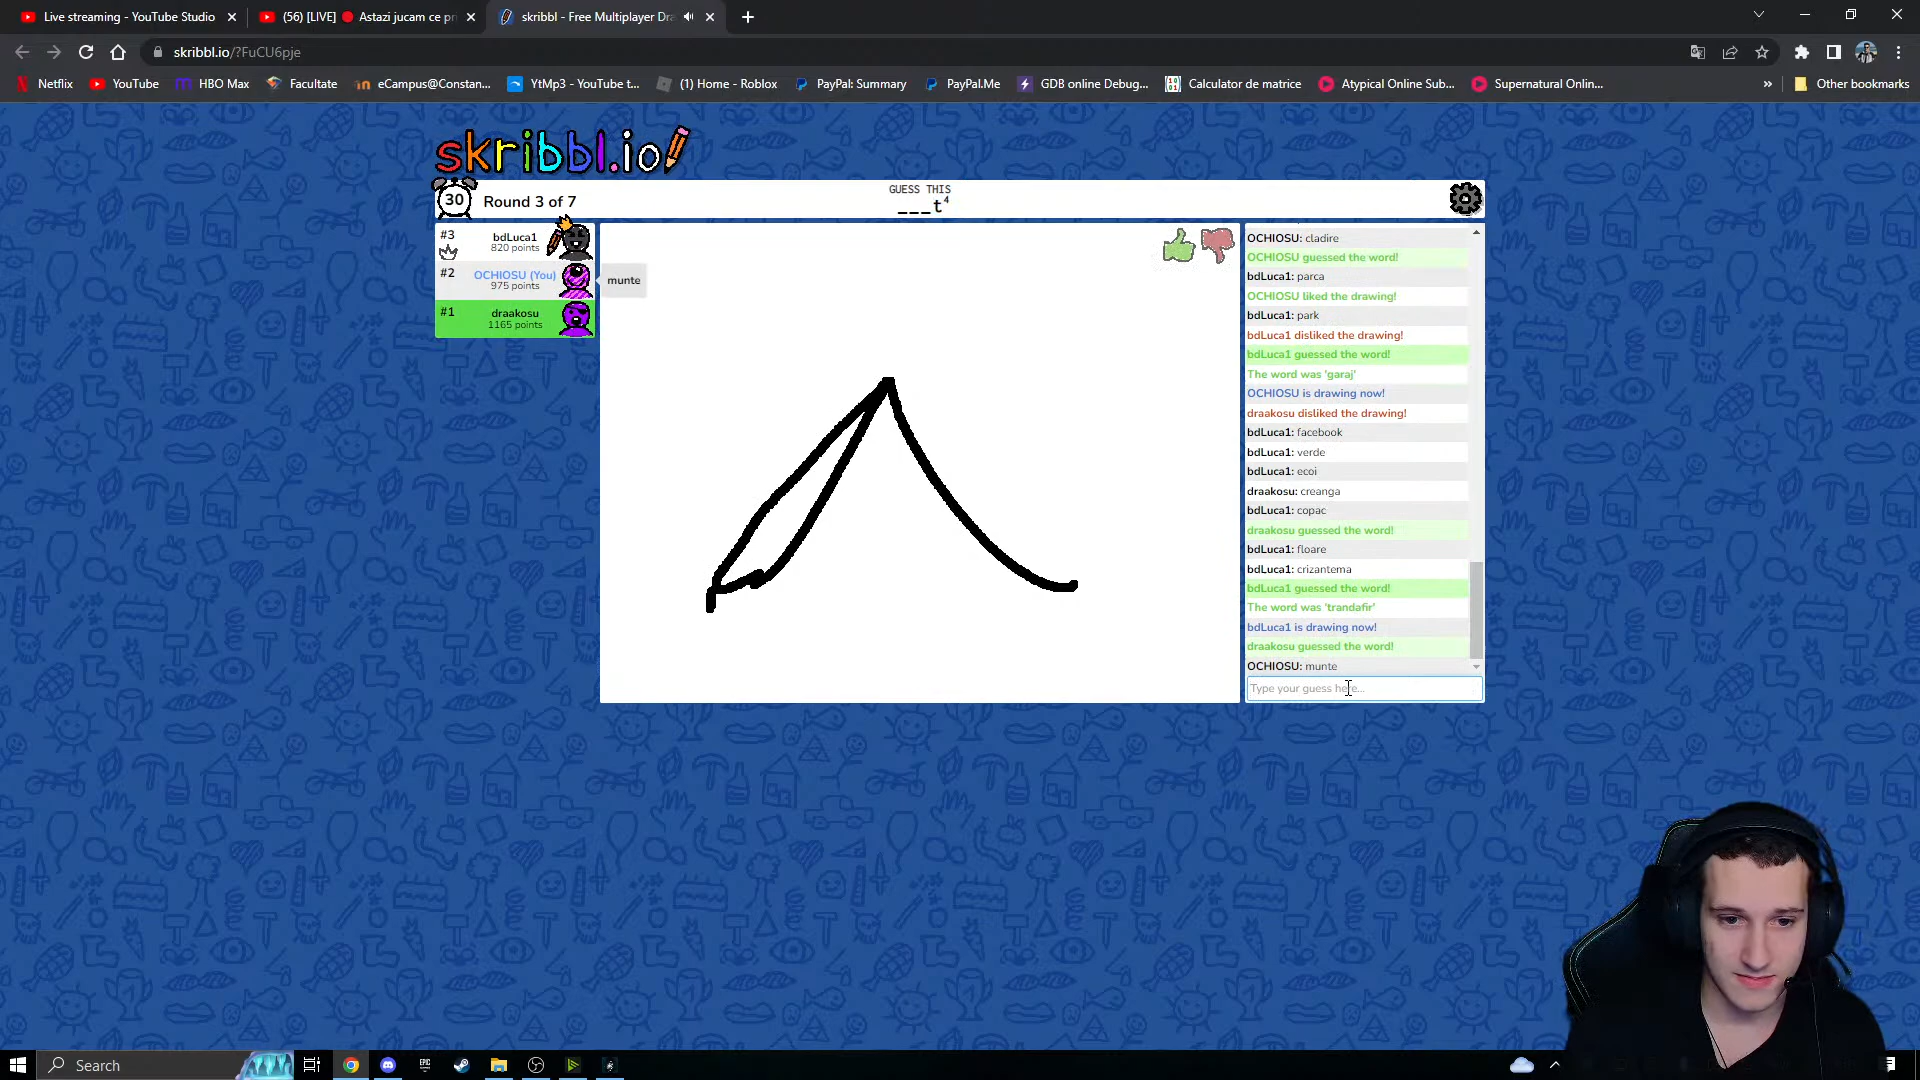 Live streaming - YouTube Studio
(56) [LIVE] 🔴 Astazi jucam ce pri
skribbl - Free Multiplayer Dra
skribbl.io/?FuCU6pje
Netflix
YouTube
HBO Max
Facultate
eCampus@Constan...
YtMp3 - YouTube t...
(1) Home - Roblox
PayPal: Summary
PayPal.Me
GDB online Debug...
Calculator de matrice
Atypical Online Sub...
Supernatural Onlin...
»
Other bookmarks
skribbl.io
30
Round 3 of 7
GUESS THIS
___t4
#3
bdLuca1
820 points
#2
OCHIOSU (You)
975 points
munte
#1
draakosu
1165 points
OCHIOSU: cladire
OCHIOSU guessed the word!
bdLuca1: parca
OCHIOSU liked the drawing!
bdLuca1: park
bdLuca1 disliked the drawing!
bdLuca1 guessed the word!
The word was 'garaj'
OCHIOSU is drawing now!
draakosu disliked the drawing!
bdLuca1: facebook
bdLuca1: verde
bdLuca1: ecoi
draakosu: creanga
bdLuca1: copac
draakosu guessed the word!
bdLuca1: floare
bdLuca1: crizantema
bdLuca1 guessed the word!
The word was 'trandafir'
bdLuca1 is drawing now!
draakosu guessed the word!
OCHIOSU: munte
Type your guess here...
Search
EPIC